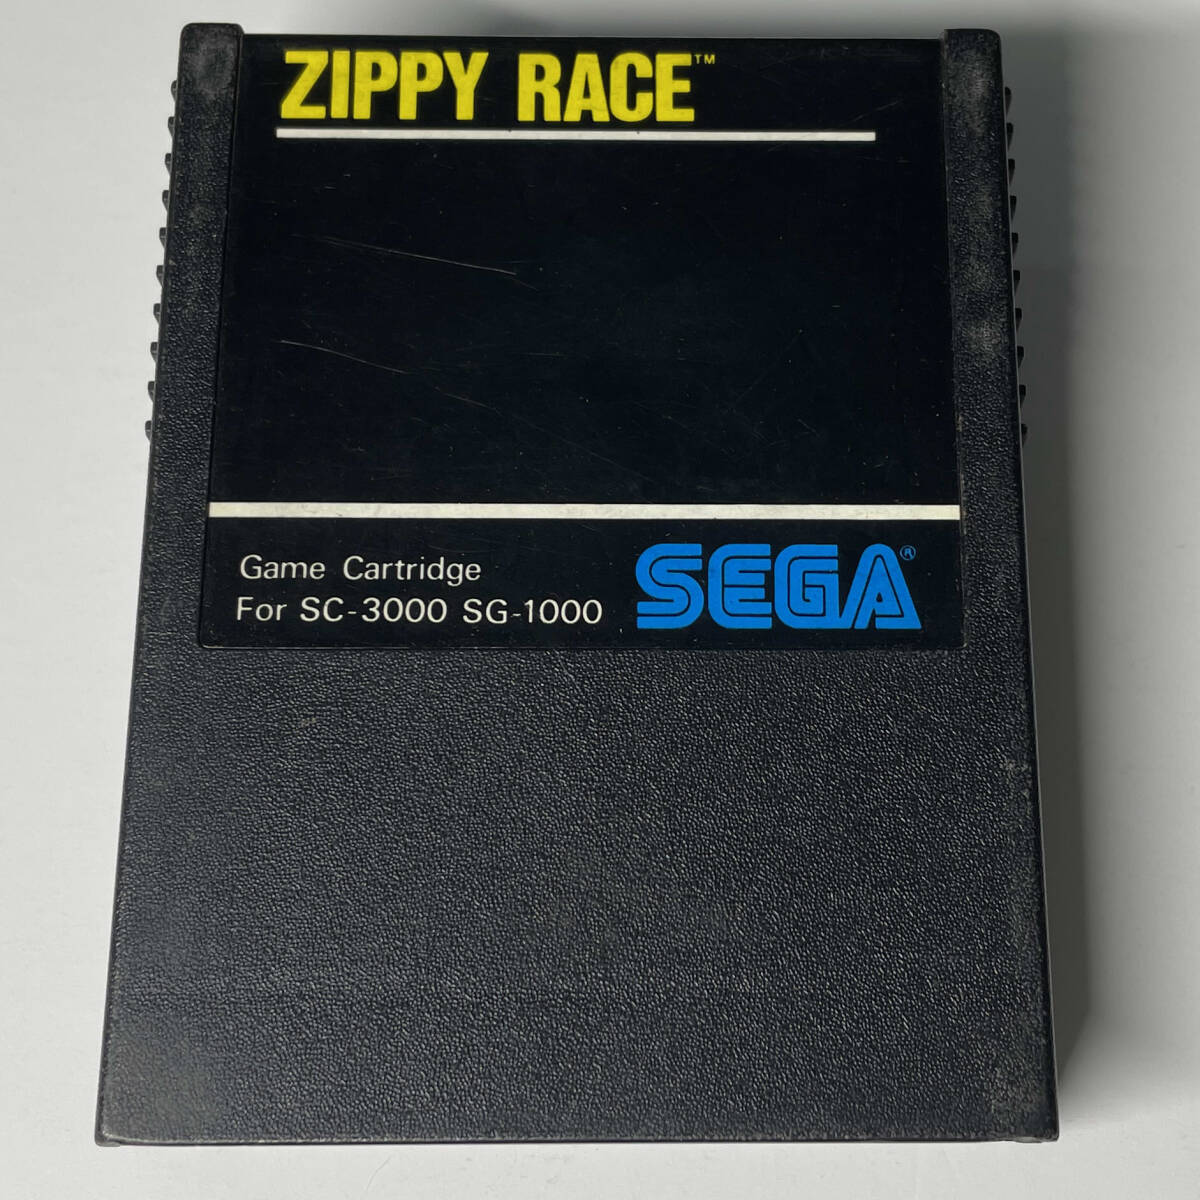 ZIPPY RACE™
Game Cartridge
For SC-3000 SG-1000
SEGA®